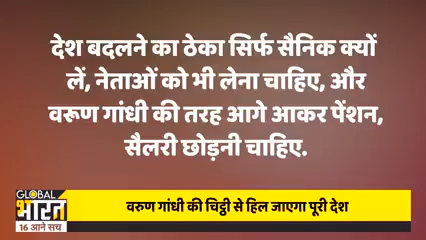 देश बदलने का ठेका सिर्फ सैनिक क्यों
लें, नेताओं को भी लेना चाहिए, और
वरूण गांधी की तरह आगे आकर पेंशन,
सैलरी छोड़नी चाहिए.
GLOBAL
भारत
16 आने सच
वरुण गांधी की चिट्ठी से हिल जाएगा पूरी देश